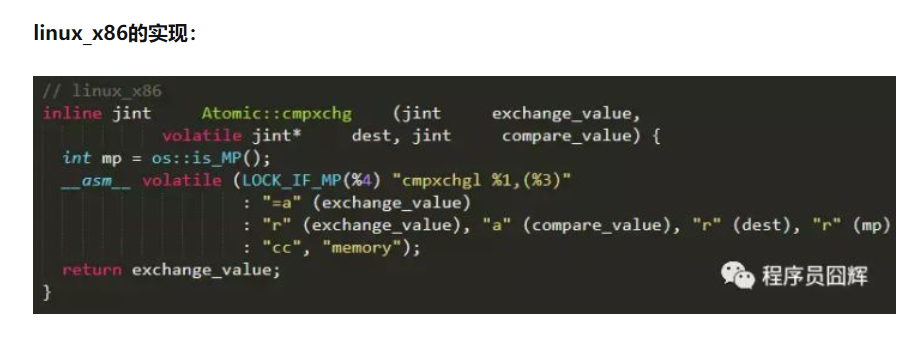 linux_x86的实现：
// linux_x86
inline jint Atomic::cmpxchg (jint exchange_value,
volatile jint* dest, jint compare_value) {
int mp = os::is_MP();
__asm__ volatile (LOCK_IF_MP(%4) "cmpxchgl %1,(%3)"
: "=a" (exchange_value)
: "r" (exchange_value), "a" (compare_value), "r" (dest), "r" (mp)
: "cc", "memory");
return exchange_value;
}
程序员囧辉